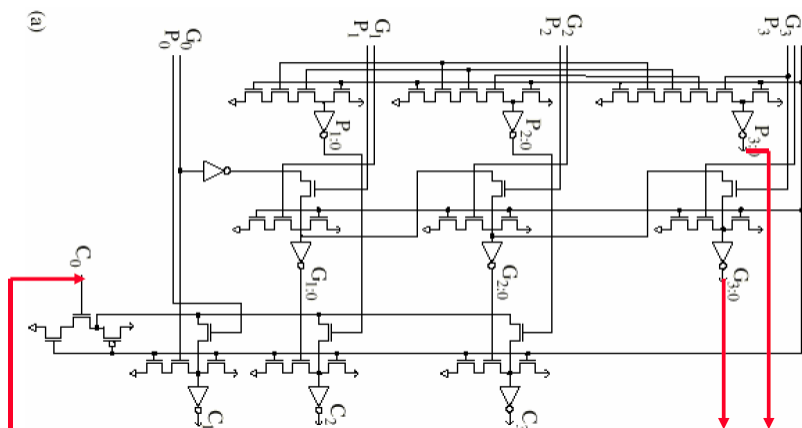 (a)
G₀
P₀
G₁
P₁
G₂
P₂
G₃
P₃
P₁:₀
P₂:₀
P₃:₀
G₁:₀
G₂:₀
G₃:₀
C₀
C₂